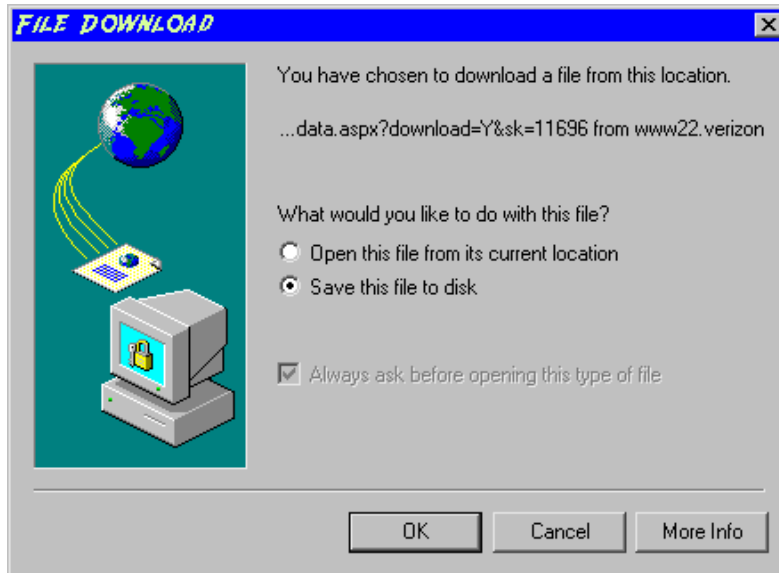 FILE DOWNLOAD
You have chosen to download a file from this location.
...data.aspx?download=Y&sk=11696 from www22.verizon
What would you like to do with this file?
Open this file from its current location
Save this file to disk
Always ask before opening this type of file
OK Cancel More Info